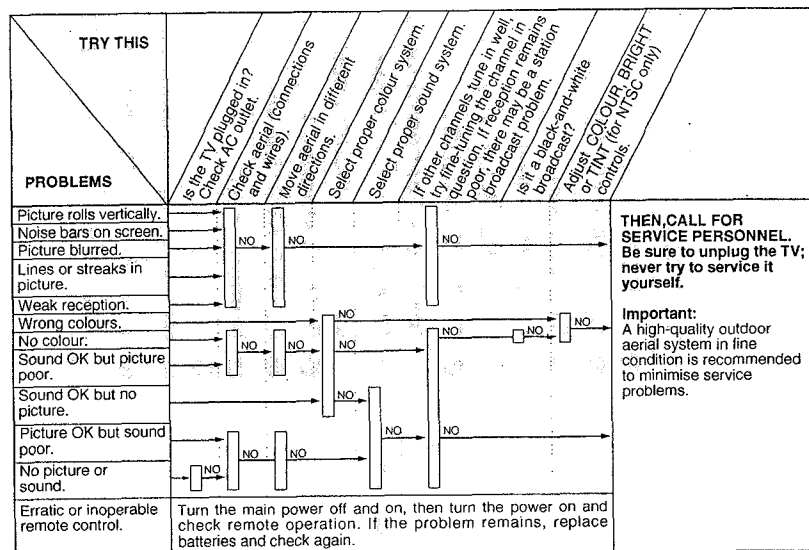 TRY THIS
PROBLEMS
Is the TV plugged in?
Check AC outlet.
Check aerial (connections
and wires).
Move aerial in different
directions.
Select proper colour system.
Select proper sound system.
If other channels tune in well,
try fine-tuning the channel in
question. If reception remains
poor, there may be a station
broadcast problem.
Is it a black-and-white
broadcast?
Adjust COLOUR, BRIGHT
or TINT (for NTSC only)
controls.
Picture rolls vertically.
Noise bars on screen.
NO NO NO
Picture blurred.
Lines or streaks in
picture.
Weak reception.
Wrong colours.
NO NO
No colour.
NO NO NO NO NO
Sound OK but picture
poor.
Sound OK but no
picture.
NO
Picture OK but sound
poor.
NO NO
No picture or
sound.
NO NO NO
Erratic or inoperable
remote control.
Turn the main power off and on, then turn the power on and
check remote operation. If the problem remains, replace
batteries and check again.
THEN,CALL FOR
SERVICE PERSONNEL.
Be sure to unplug the TV;
never try to service it
yourself.
Important:
A high-quality outdoor
aerial system in fine
condition is recommended
to minimise service
problems.